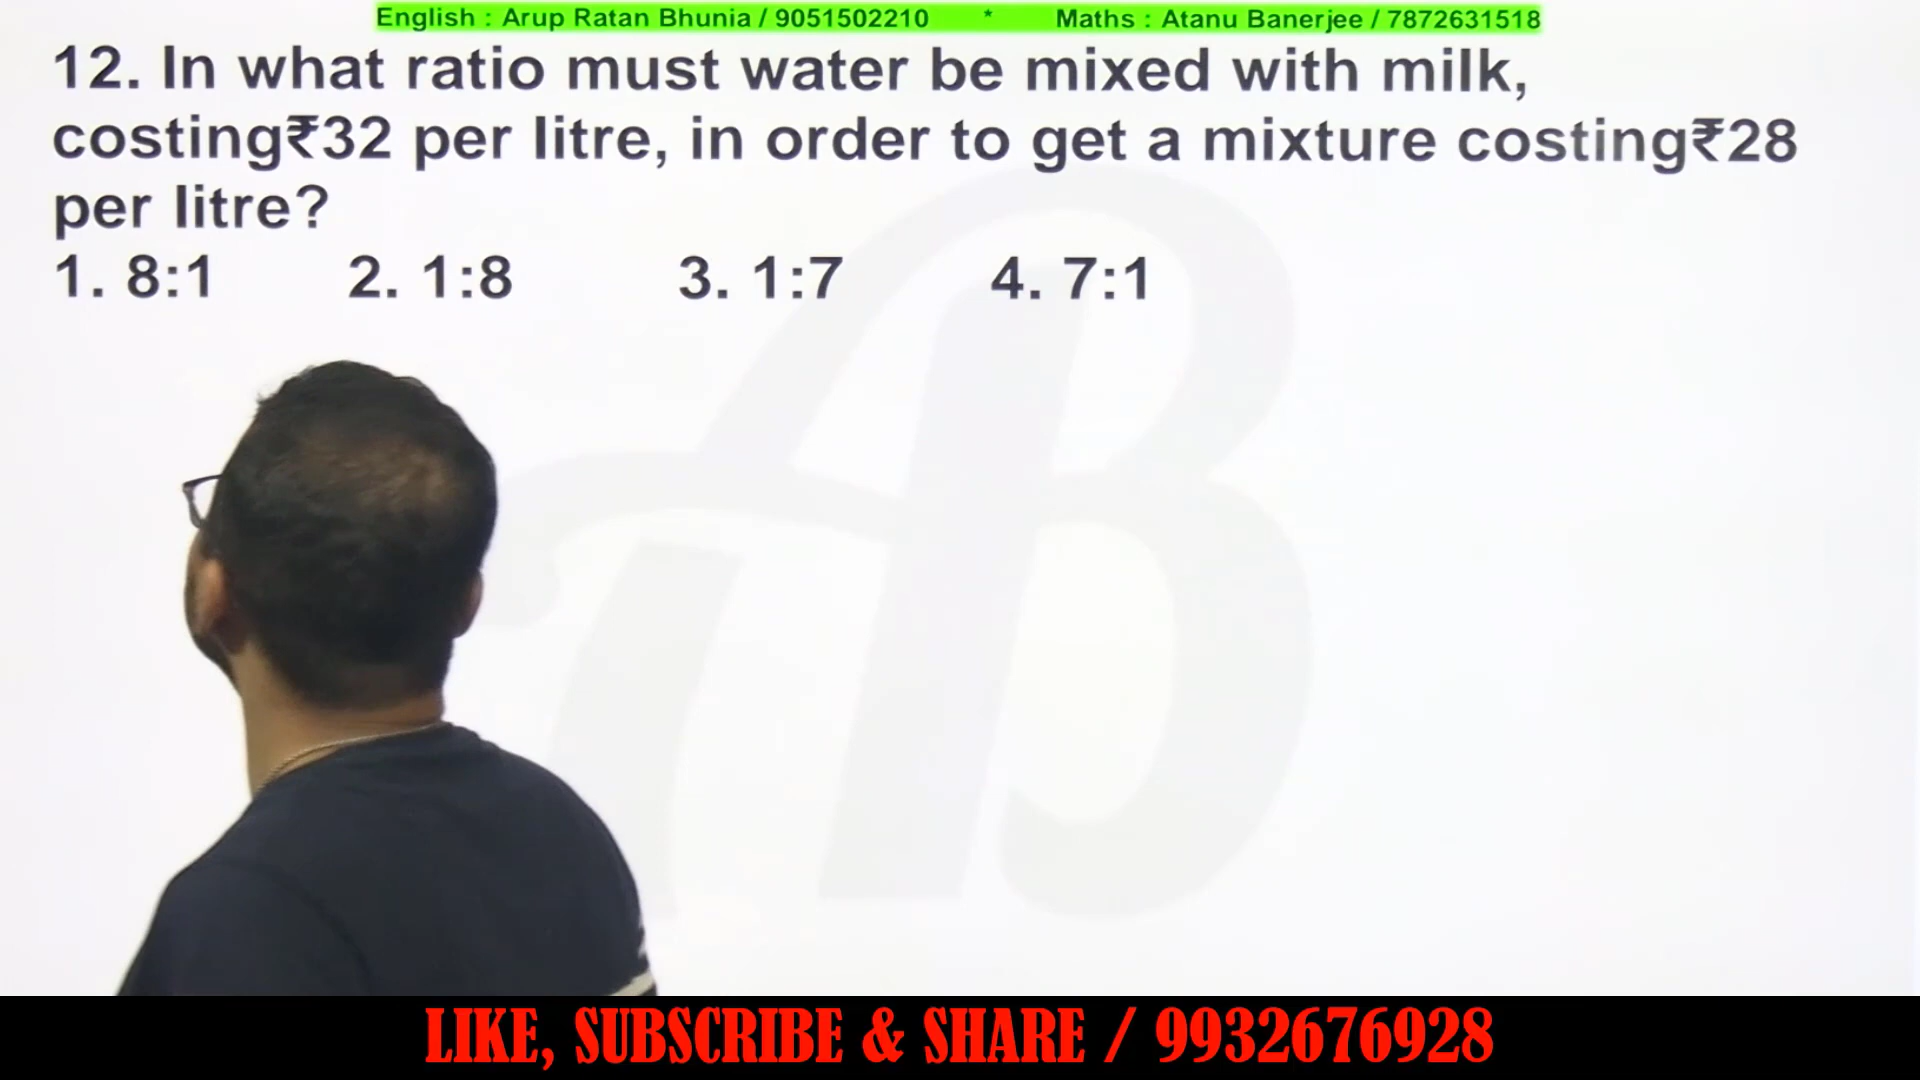 English : Arup Ratan Bhunia / 9051502210 * Maths : Atanu Banerjee / 7872631518
12. In what ratio must water be mixed with milk,
costing₹32 per litre, in order to get a mixture costing₹28
per litre?
1. 8:1 2. 1:8 3. 1:7 4. 7:1
LIKE, SUBSCRIBE & SHARE / 9932676928